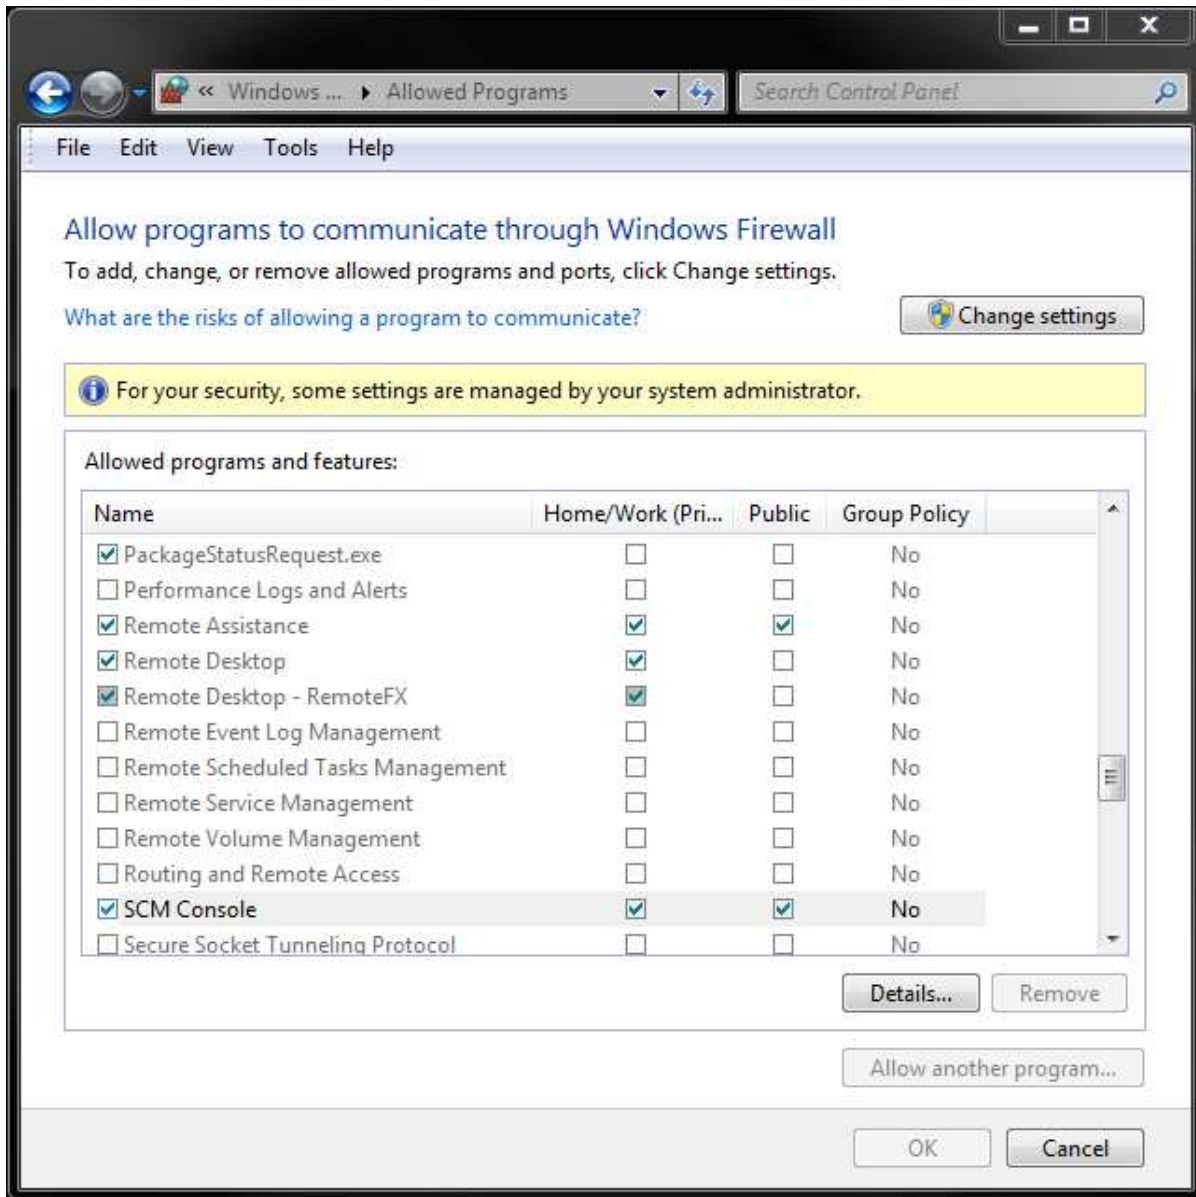 « Windows ... ▸ Allowed Programs
Search Control Panel
File Edit View Tools Help
Allow programs to communicate through Windows Firewall
To add, change, or remove allowed programs and ports, click Change settings.
What are the risks of allowing a program to communicate?
Change settings
For your security, some settings are managed by your system administrator.
Allowed programs and features:
Name Home/Work (Pri... Public Group Policy
PackageStatusRequest.exe No
Performance Logs and Alerts No
Remote Assistance No
Remote Desktop No
Remote Desktop - RemoteFX No
Remote Event Log Management No
Remote Scheduled Tasks Management No
Remote Service Management No
Remote Volume Management No
Routing and Remote Access No
SCM Console No
Secure Socket Tunneling Protocol No
Details... Remove
Allow another program...
OK Cancel